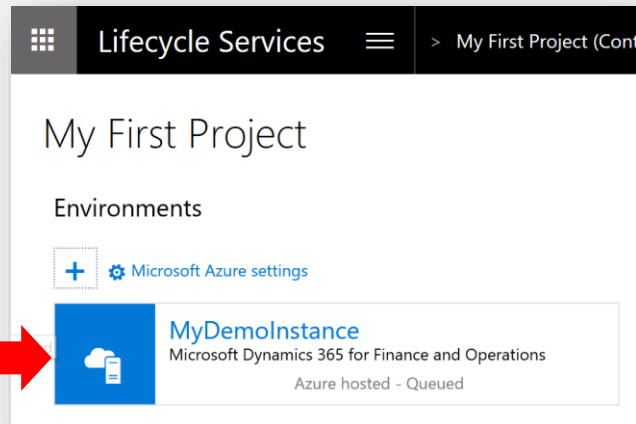 Lifecycle Services
> My First Project (Cont
My First Project
Environments
+ Microsoft Azure settings
MyDemoInstance
Microsoft Dynamics 365 for Finance and Operations
Azure hosted - Queued